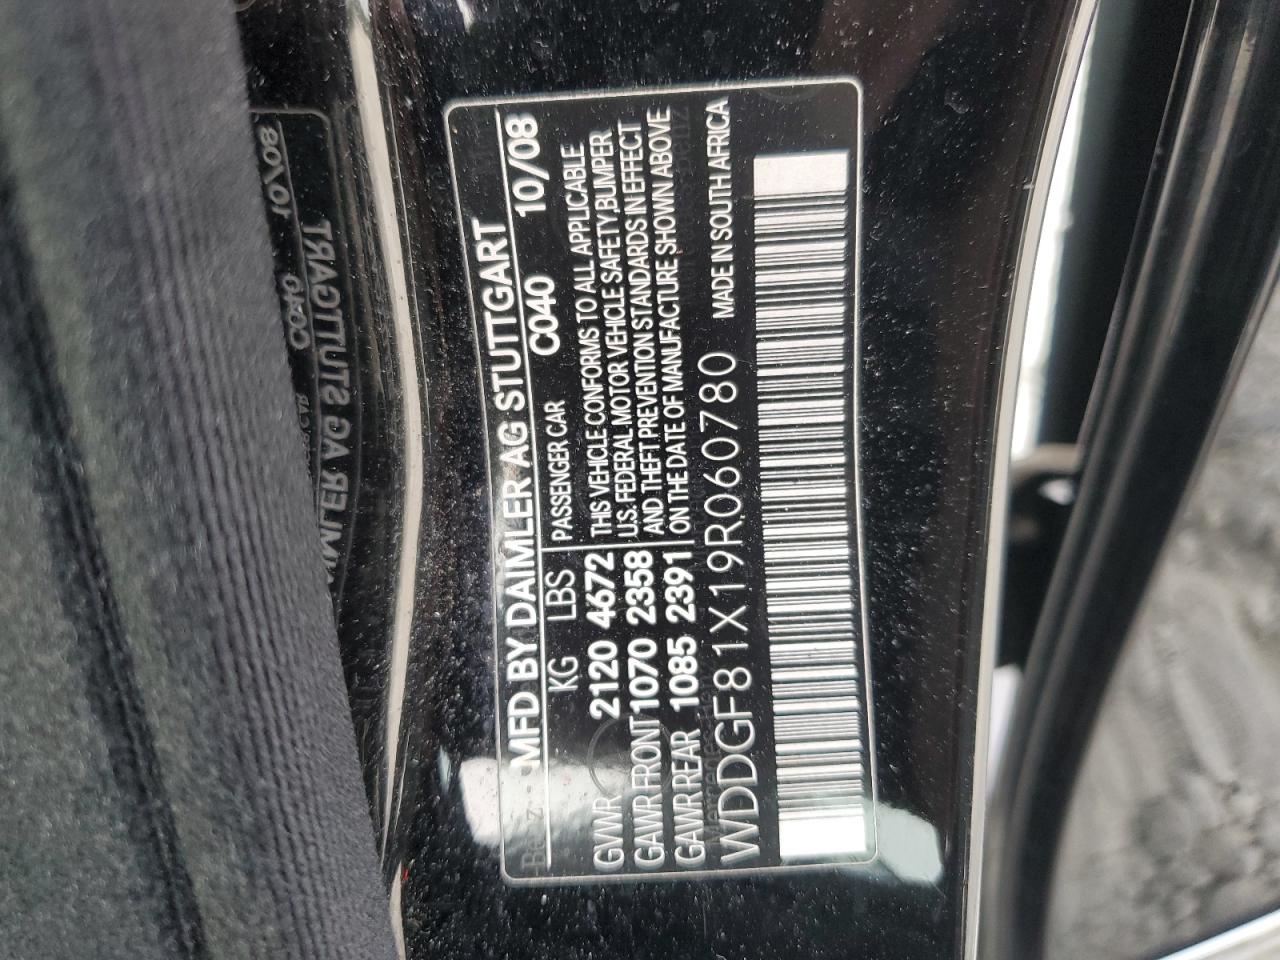 MFD BY DAIMLER AG STUTTGART
KG LBS PASSENGER CAR C040 10/08
GVWR 2120 4672 THIS VEHICLE CONFORMS TO ALL APPLICABLE
GAWR FRONT 1070 2358 U.S. FEDERAL MOTOR VEHICLE SAFETY, BUMPER
GAWR REAR 1085 2391 AND THEFT PREVENTION STANDARDS IN EFFECT
ON THE DATE OF MANUFACTURE SHOWN ABOVE
WDDGF81X19R060780 MADE IN SOUTH AFRICA